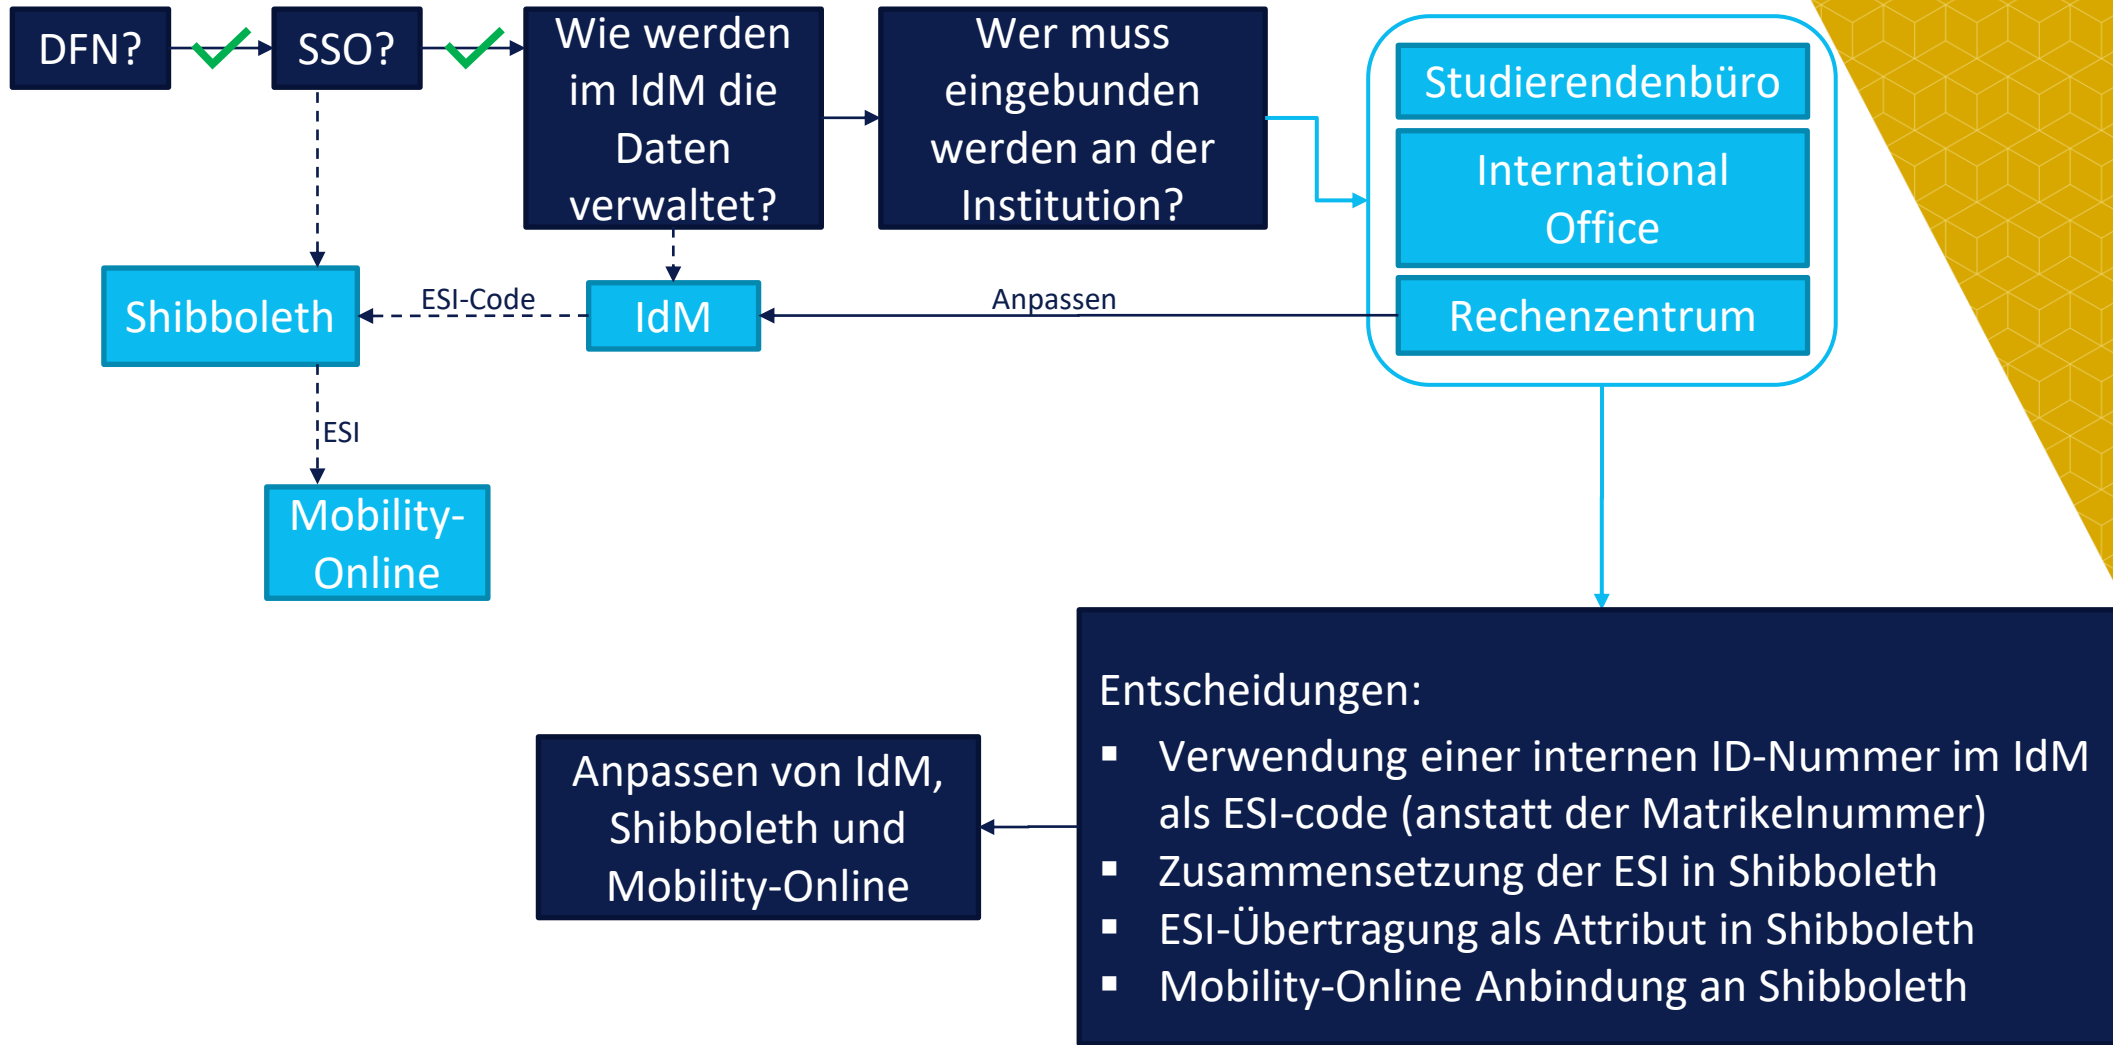 DFN?
SSO?
Wie werden
im IdM die
Daten
verwaltet?
Wer muss
eingebunden
werden an der
Institution?
Studierendenbüro
International
Office
Rechenzentrum
Shibboleth
ESI-Code
IdM
Anpassen
ESI
Mobility-
Online
Anpassen von IdM,
Shibboleth und
Mobility-Online
Entscheidungen:
▪ Verwendung einer internen ID-Nummer im IdM
als ESI-code (anstatt der Matrikelnummer)
▪ Zusammensetzung der ESI in Shibboleth
▪ ESI-Übertragung als Attribut in Shibboleth
▪ Mobility-Online Anbindung an Shibboleth